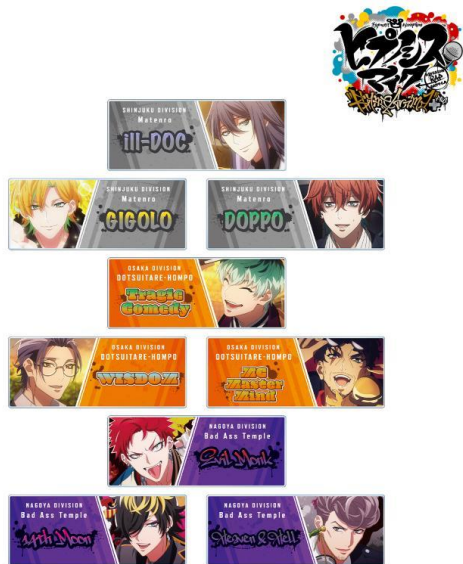 ヒプノシスマイク
SHINJUKU DIVISION
Matenro
ill-DOC
SHINJUKU DIVISION
Matenro
GIGOLO
SHINJUKU DIVISION
Matenro
DOPPO
OSAKA DIVISION
DOTSUITARE-HOMPO
Tragic
Comedy
OSAKA DIVISION
DOTSUITARE-HOMPO
WISDOM
OSAKA DIVISION
DOTSUITARE-HOMPO
MC
Master
Mind
NAGOYA DIVISION
Bad Ass Temple
Evil Monk
NAGOYA DIVISION
Bad Ass Temple
14th Moon
NAGOYA DIVISION
Bad Ass Temple
Heaven & Hell